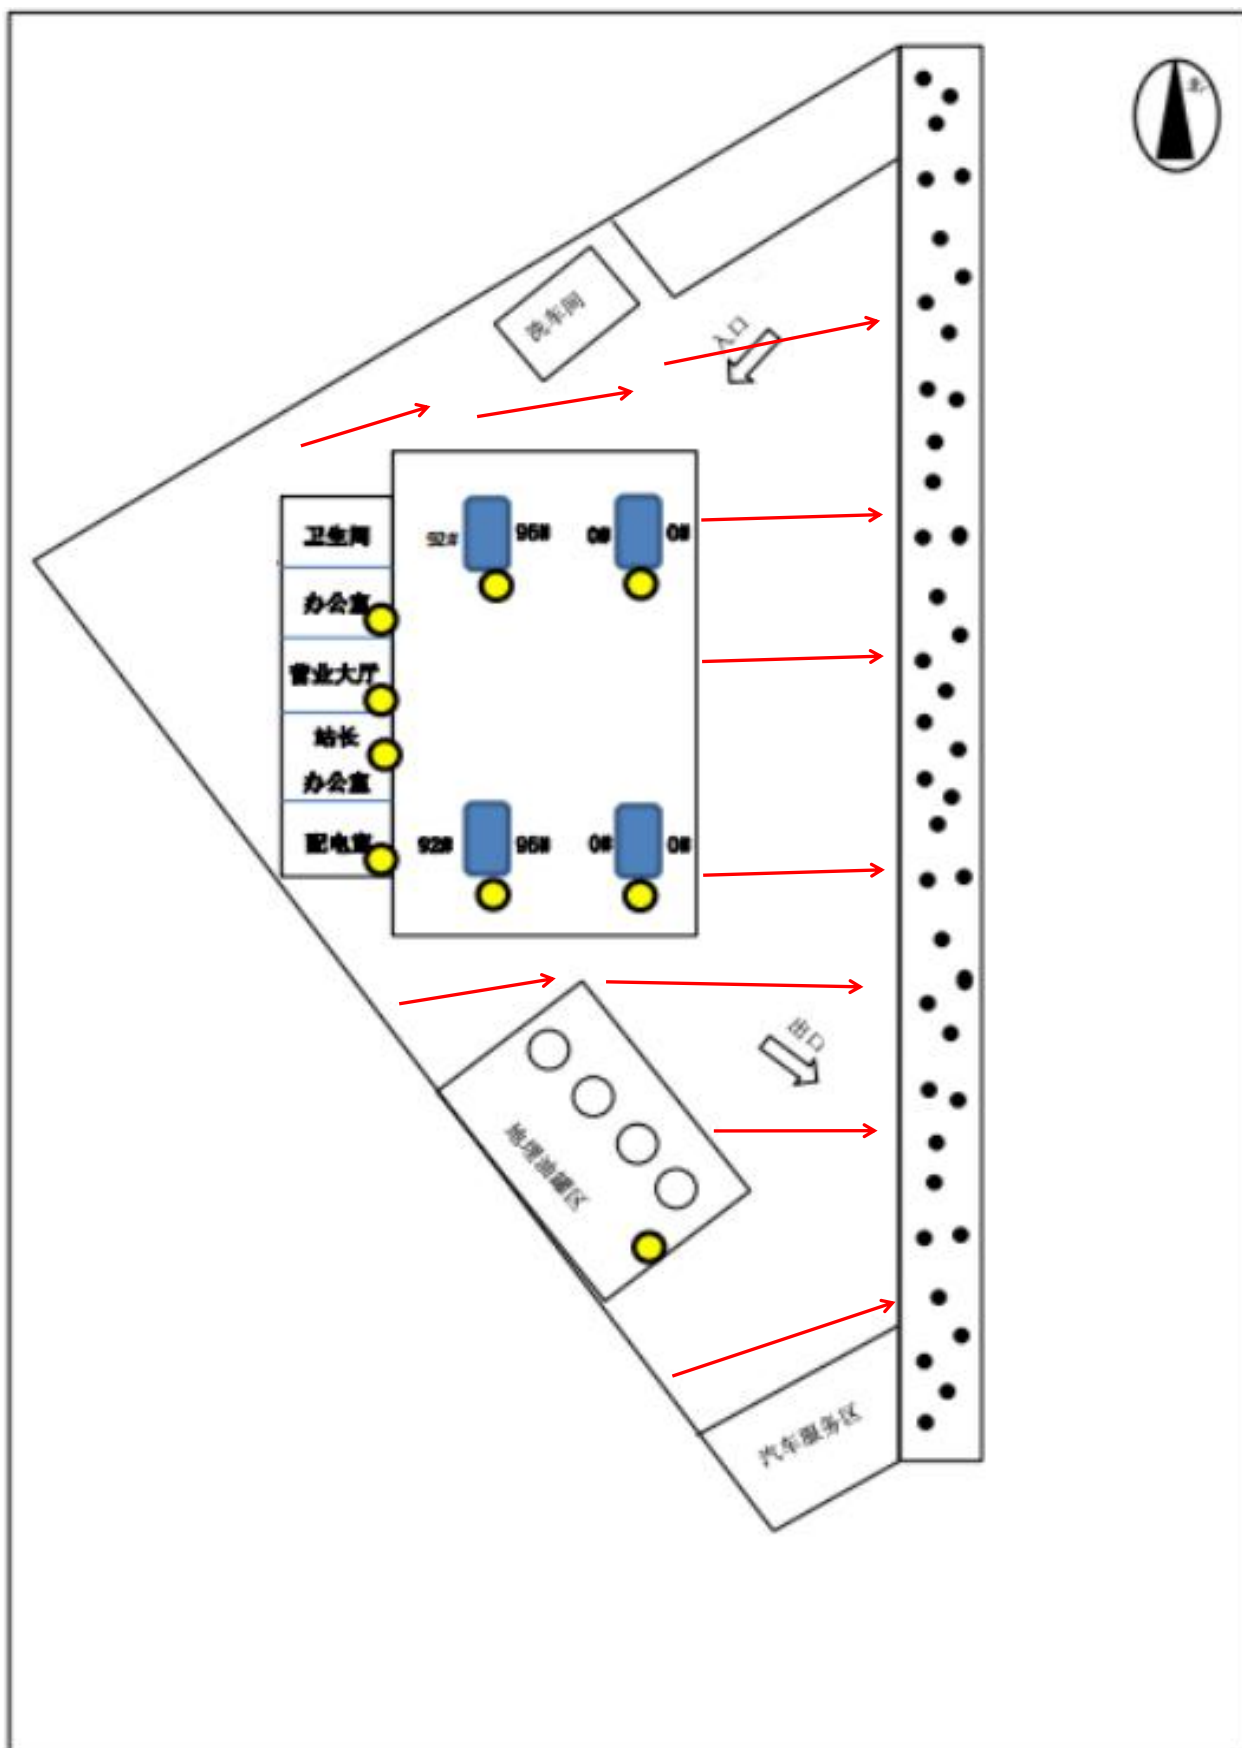 北
洗车间
入口
卫生间
92#
95#
0#
0#
办公室
营业大厅
站长
办公室
配电室
92#
95#
0#
0#
出口
地埋油罐区
汽车服务区